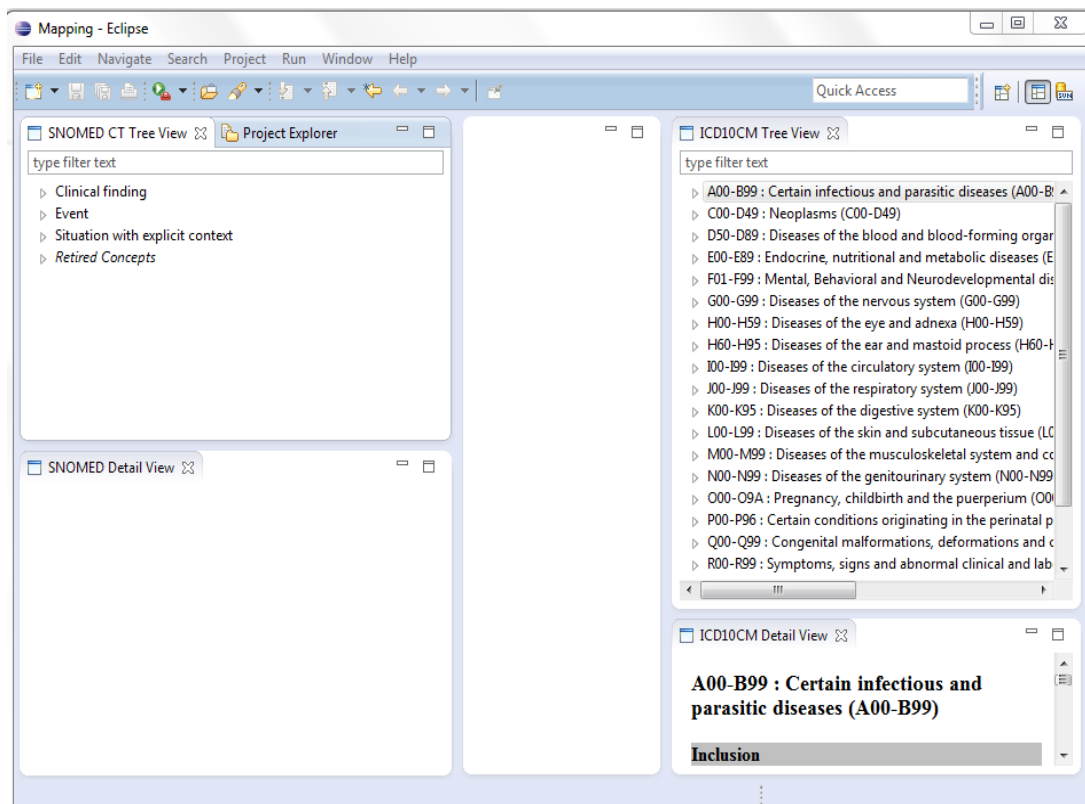 Mapping - Eclipse
File Edit Navigate Search Project Run Window Help
Quick Access
SNOMED CT Tree View
Project Explorer
type filter text
Clinical finding
Event
Situation with explicit context
Retired Concepts
SNOMED Detail View
ICD10CM Tree View
type filter text
A00-B99 : Certain infectious and parasitic diseases (A00-B9
C00-D49 : Neoplasms (C00-D49)
D50-D89 : Diseases of the blood and blood-forming organ
E00-E89 : Endocrine, nutritional and metabolic diseases (E
F01-F99 : Mental, Behavioral and Neurodevelopmental dis
G00-G99 : Diseases of the nervous system (G00-G99)
H00-H59 : Diseases of the eye and adnexa (H00-H59)
H60-H95 : Diseases of the ear and mastoid process (H60-H
I00-I99 : Diseases of the circulatory system (I00-I99)
J00-J99 : Diseases of the respiratory system (J00-J99)
K00-K95 : Diseases of the digestive system (K00-K95)
L00-L99 : Diseases of the skin and subcutaneous tissue (L0
M00-M99 : Diseases of the musculoskeletal system and co
N00-N99 : Diseases of the genitourinary system (N00-N99
O00-O9A : Pregnancy, childbirth and the puerperium (O0
P00-P96 : Certain conditions originating in the perinatal p
Q00-Q99 : Congenital malformations, deformations and c
R00-R99 : Symptoms, signs and abnormal clinical and lab
ICD10CM Detail View
A00-B99 : Certain infectious and
parasitic diseases (A00-B99)
Inclusion